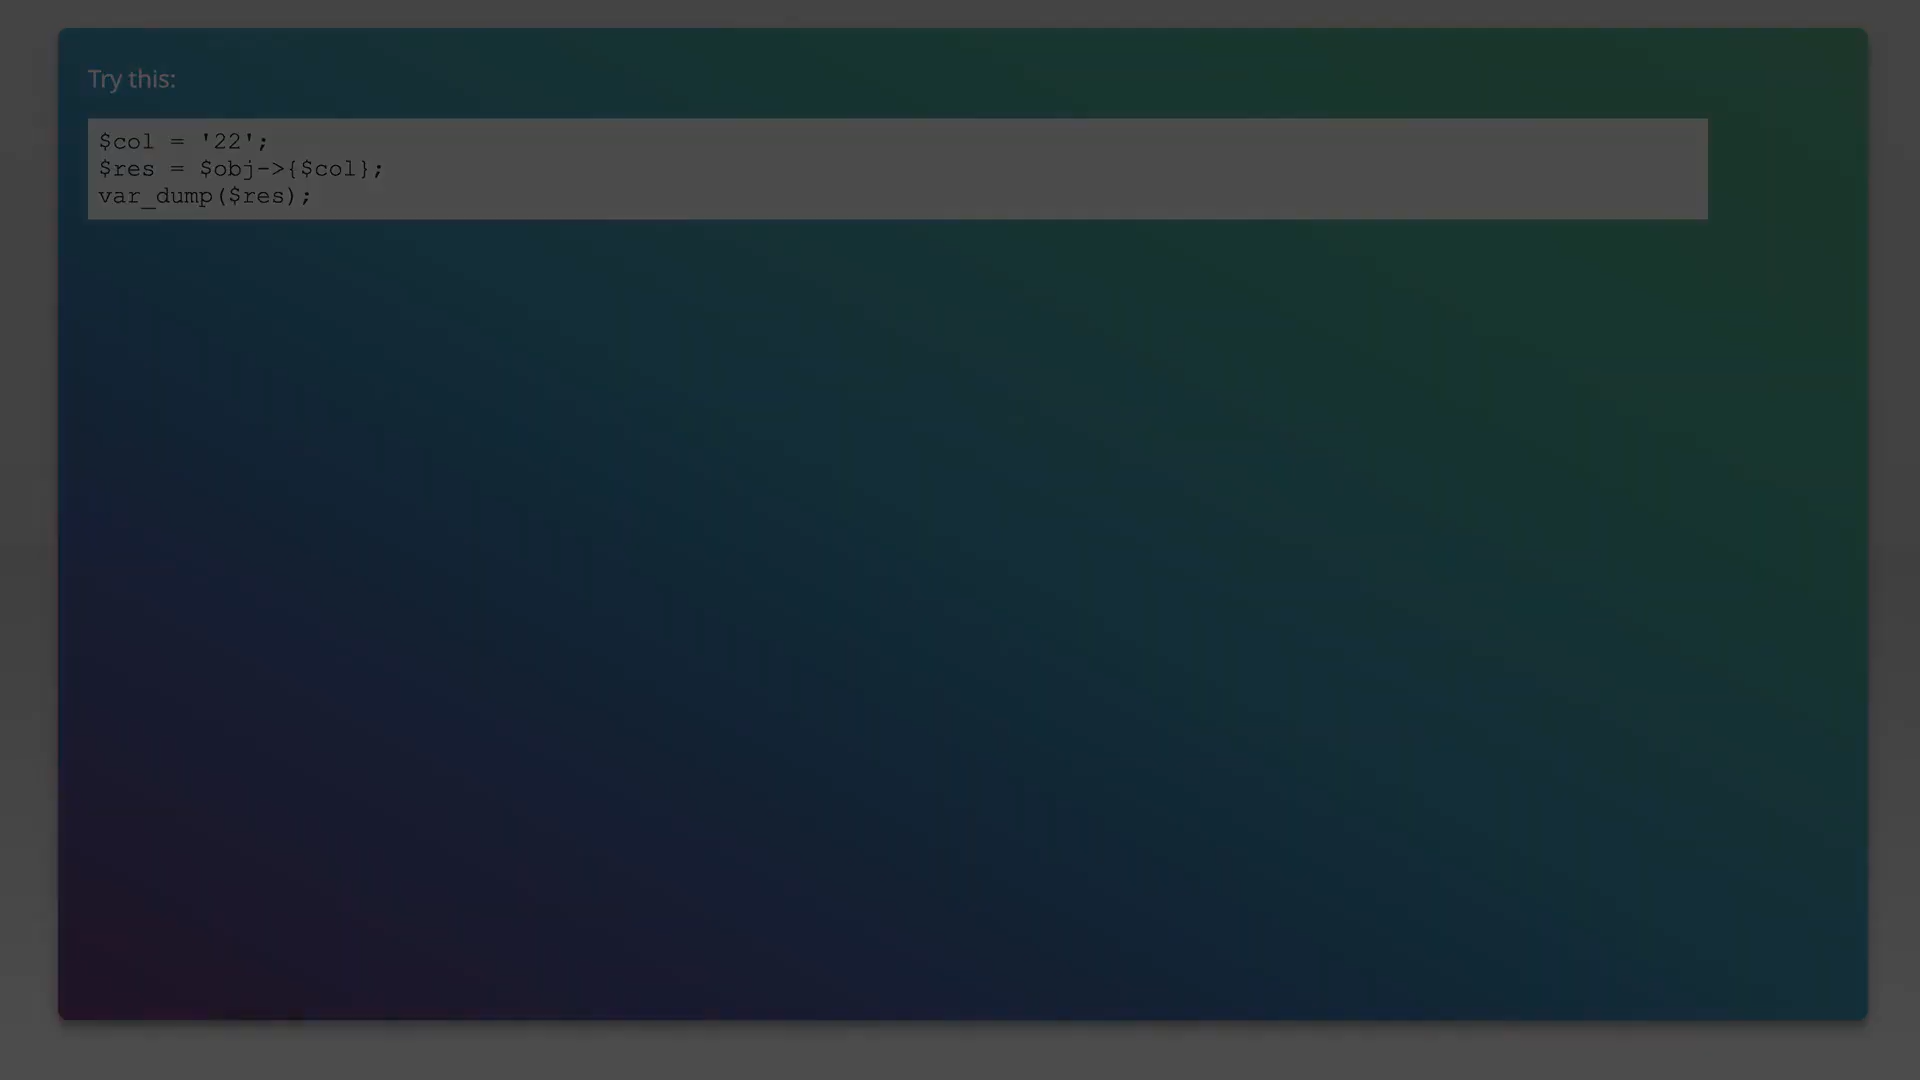 Try this:
$col = '22';
$res = $obj->{$col};
var_dump($res);